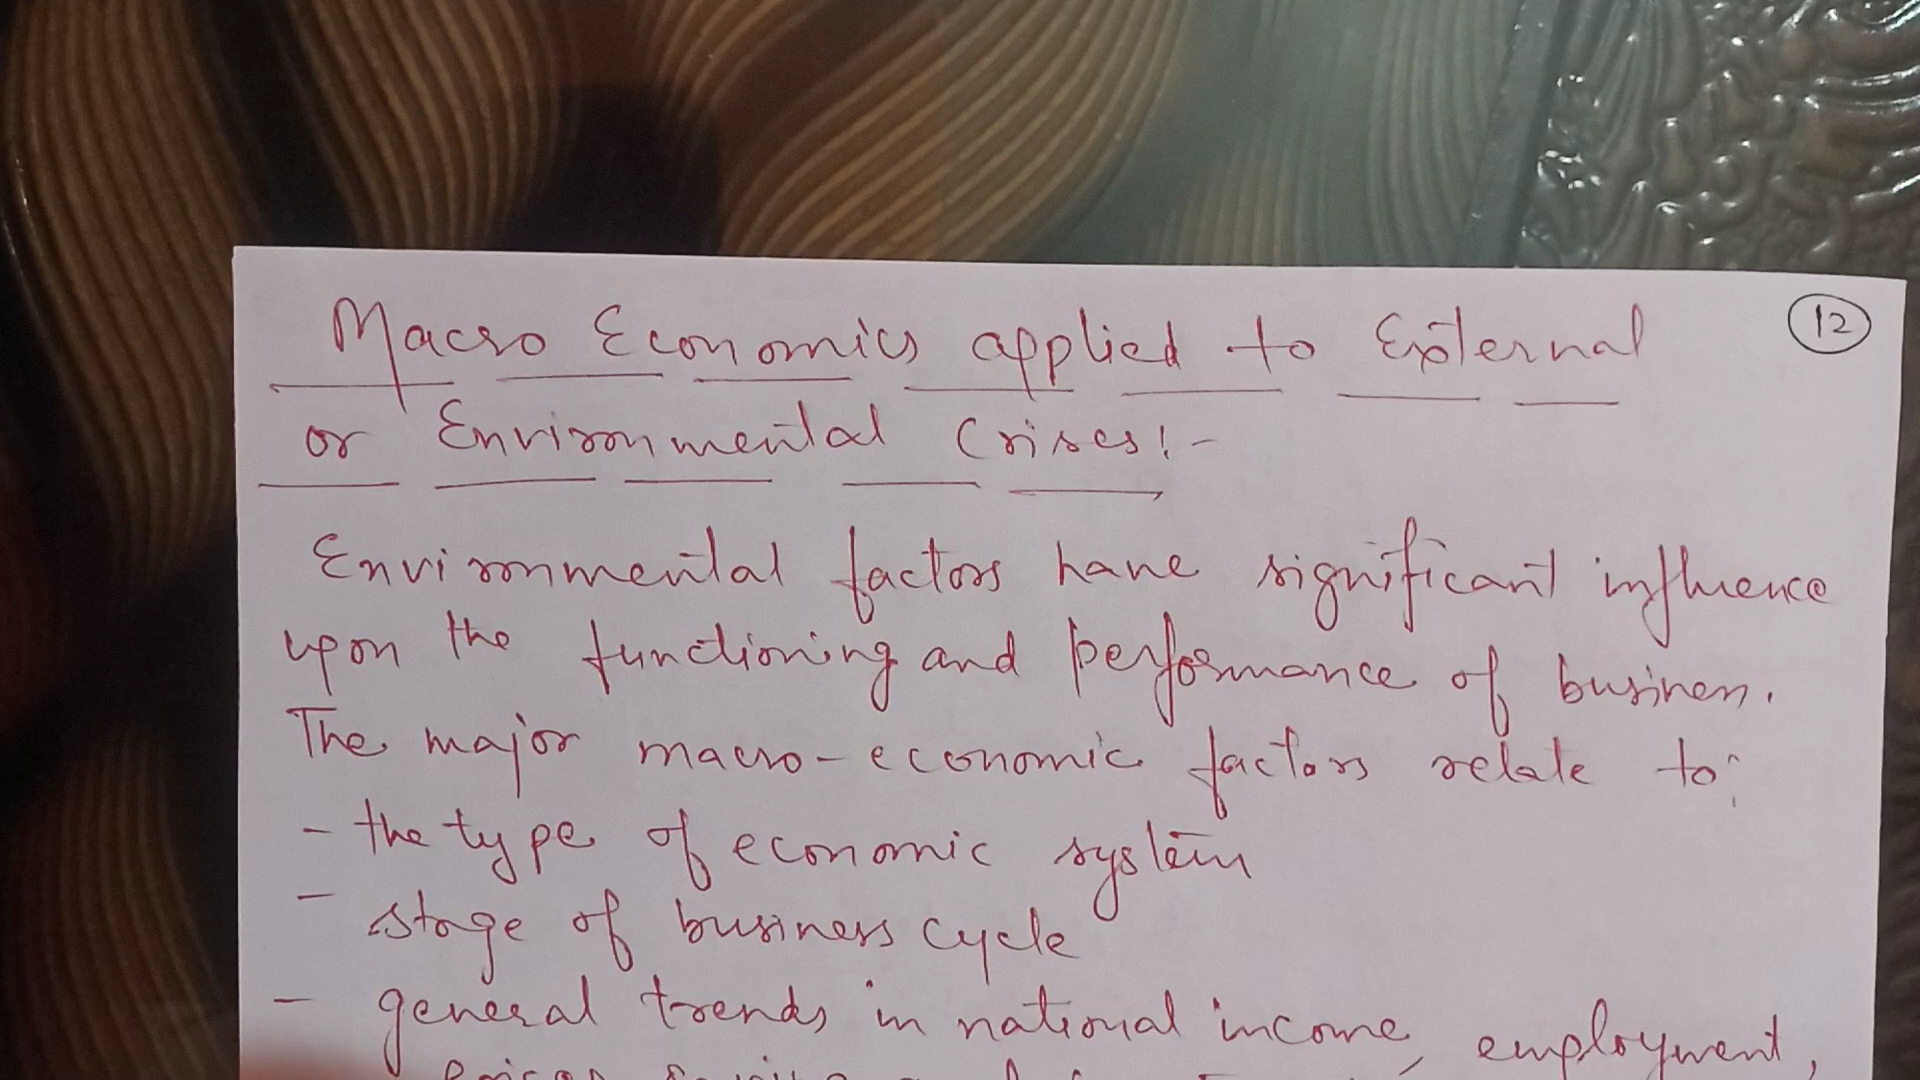 12
Macro Economics applied to External
or Environmental Crises:-
Environmental factors have significant influence
upon the functioning and performance of business.
The major macro-economic factors relate to:
- the type of economic system
- stage of business cycle
- general trends in national income, employment,